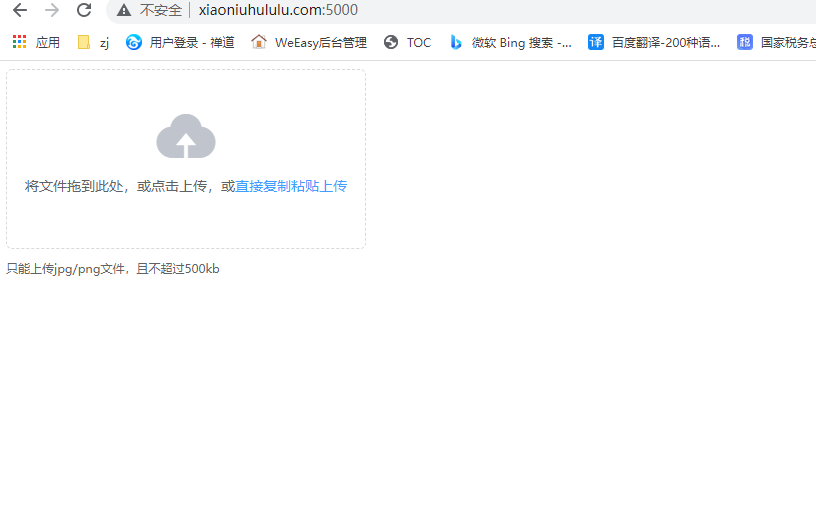 不安全 xiaoniuhululu.com:5000
应用 zj 用户登录 - 禅道 WeEasy后台管理 TOC 微软 Bing 搜索 -... 译 百度翻译-200种语... 税 国家税务总
将文件拖到此处，或点击上传，或直接复制粘贴上传
只能上传jpg/png文件，且不超过500kb